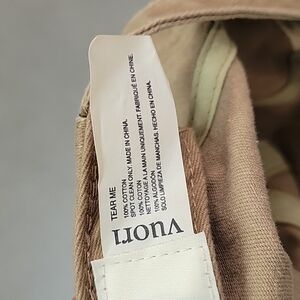 TEAR ME
100% COTTON
SPOT CLEAN ONLY. MADE IN CHINA.
100% COTON
NETTOYAGE A LA MAIN UNIQUEMENT. FABRIQUÉ EN CHINE.
100% ALGODÓN
SOLO LIMPIEZA DE MANCHAS. HECHO EN CHINA.
vuori